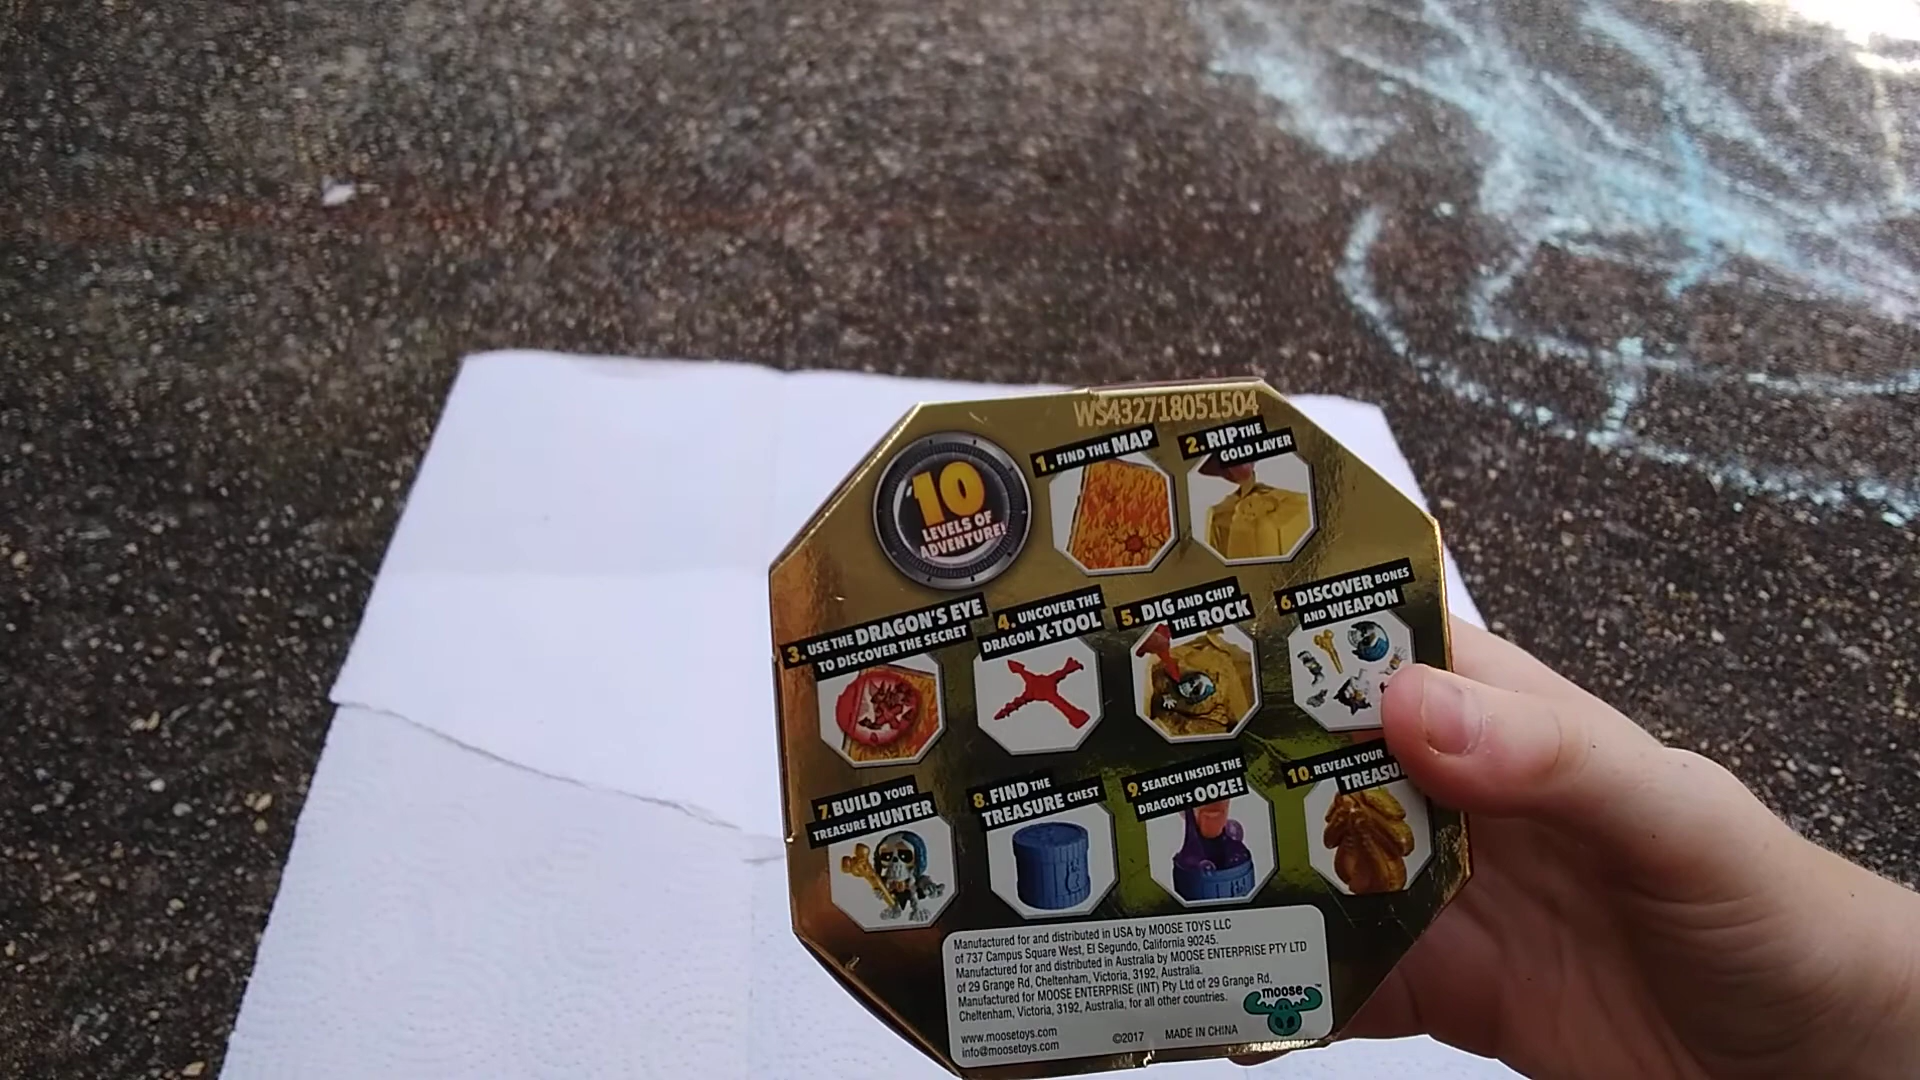 WS432718051504
10
LEVELS OF
ADVENTURE!
1. FIND THE MAP
2. RIP THE
GOLD LAYER
3. USE THE DRAGON'S EYE
TO DISCOVER THE SECRET
4. UNCOVER THE
DRAGON X-TOOL
5. DIG AND CHIP
THE ROCK
6. DISCOVER BONES
AND WEAPON
7. BUILD YOUR
TREASURE HUNTER
8. FIND THE
TREASURE CHEST
9. SEARCH INSIDE THE
DRAGON'S OOZE!
10. REVEAL YOUR
Manufactured for and distributed in USA by MOOSE TOYS LLC
of 737 Campus Square West, El Segundo, California 90245.
Manufactured for and distributed in Australia by MOOSE ENTERPRISE PTY LTD
of 29 Grange Rd, Cheltenham, Victoria, 3192, Australia.
Manufactured for MOOSE ENTERPRISE (INT) Pty Ltd of 29 Grange Rd,
Cheltenham, Victoria, 3192, Australia, for all other countries.
moose™
www.moosetoys.com
info@moosetoys.com
©2017 MADE IN CHINA